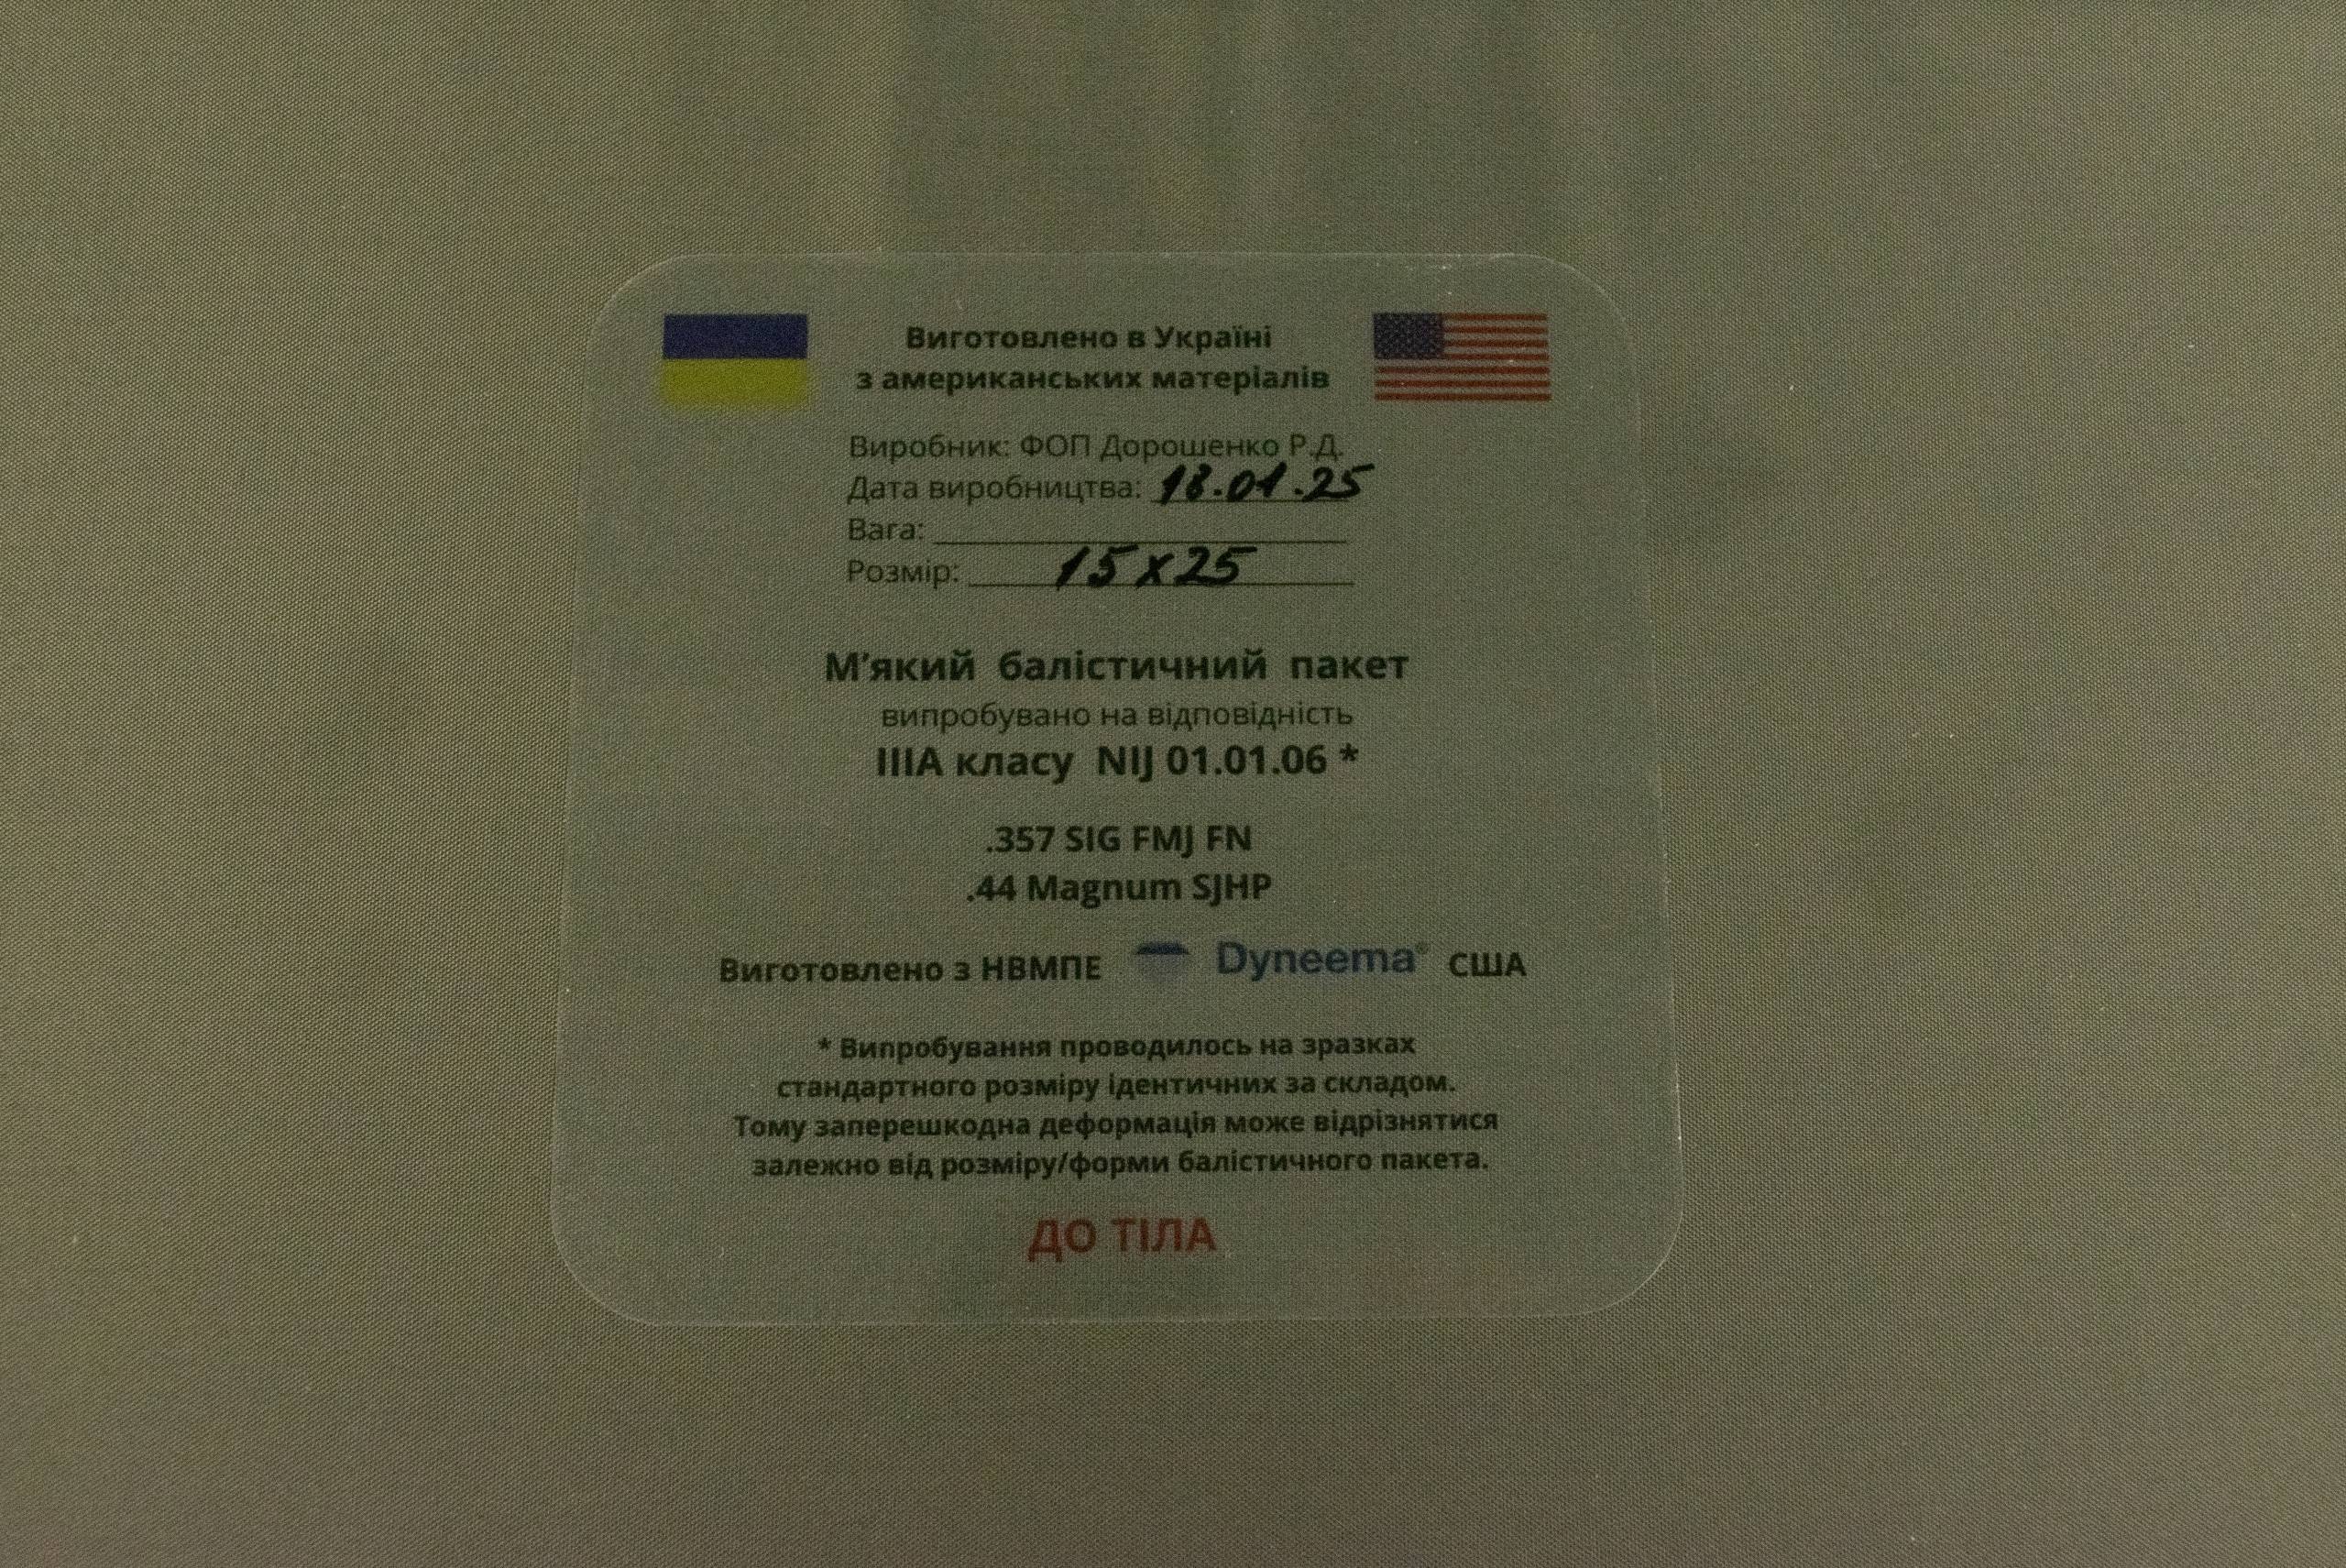 Виготовлено в Україні
з американських матеріалів
Виробник: ФОП Дорошенко Р.Д.
Дата виробництва: 18.01.25
Вага:
Розмір: 15x25
М’який балістичний пакет
випробувано на відповідність
IIIA класу NIJ 01.01.06 *
.357 SIG FMJ FN
.44 Magnum SJHP
Виготовлено з НВМПЕ Dyneema® США
* Випробування проводилось на зразках
стандартного розміру ідентичних за складом.
Тому заперешкодна деформація може відрізнятися
залежно від розміру/форми балістичного пакета.
ДО ТІЛА